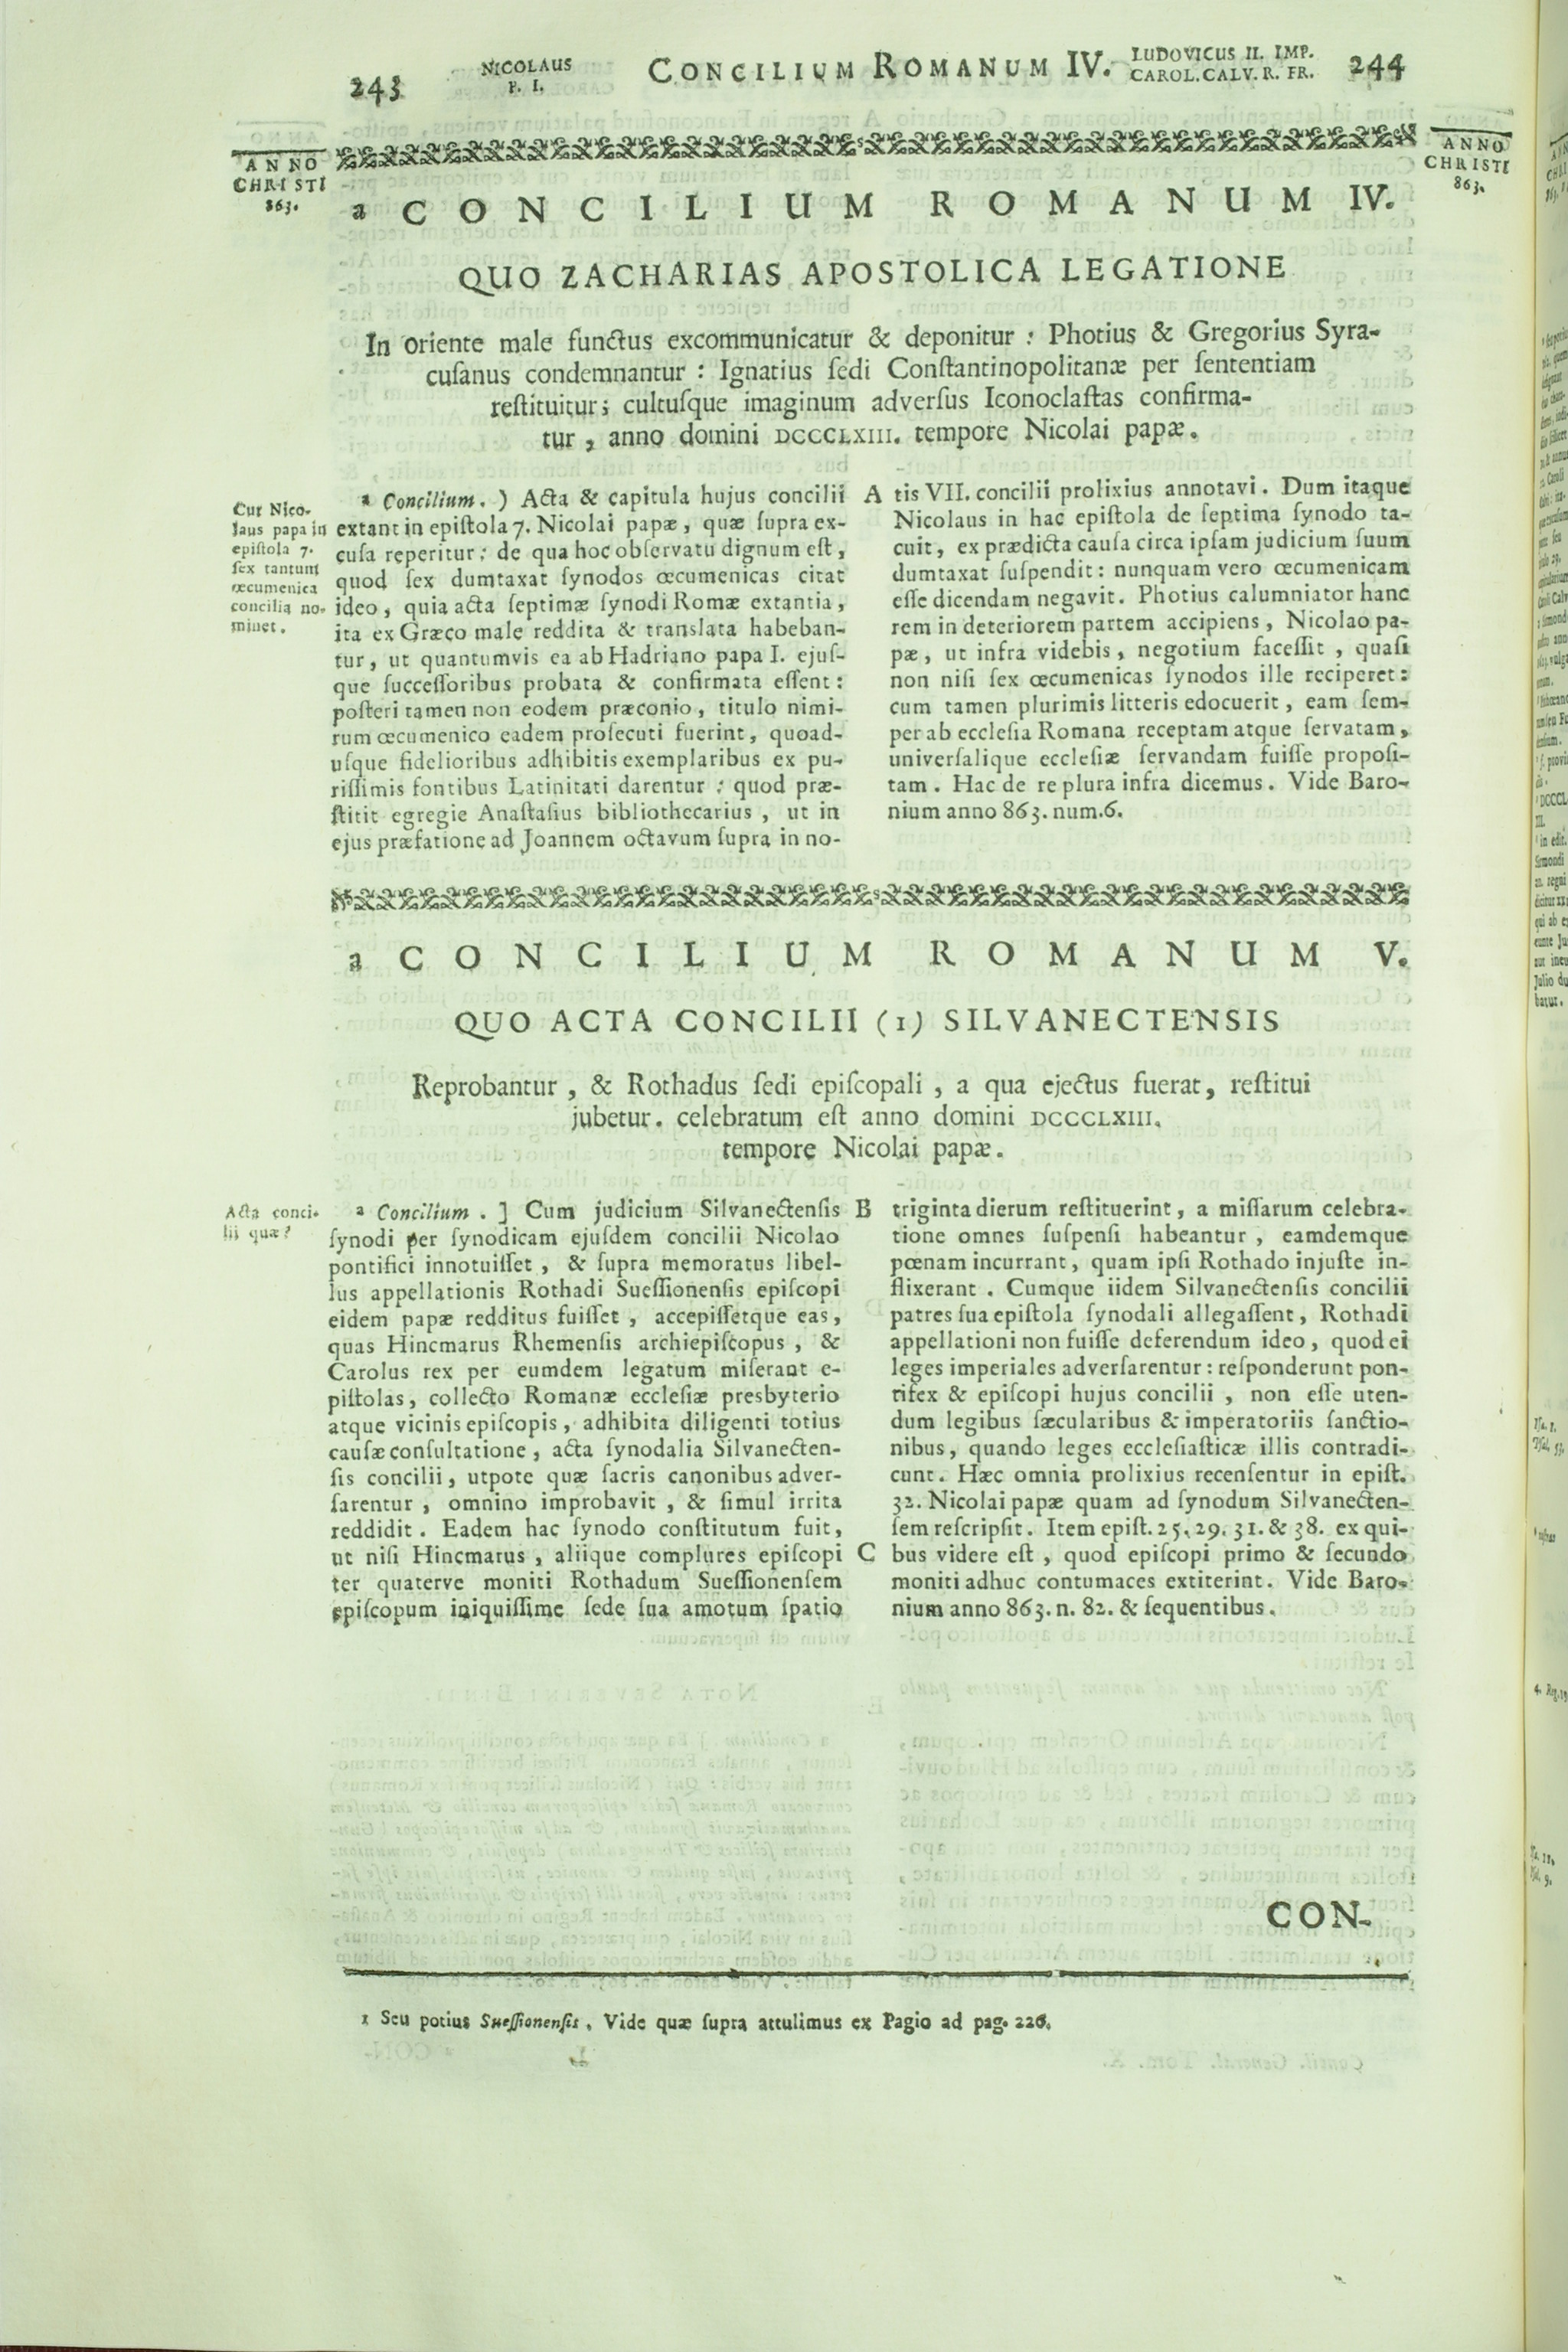 243 NICOLAUS P. I. CONCILIUM ROMANUM IV. LUDOVICUS II. IMP. CAROL. CALV. R. FR. 244
ANNO CHRISTI 863.
ANNO CHRISTI 863.
a CONCILIUM ROMANUM IV.
QUO ZACHARIAS APOSTOLICA LEGATIONE
In oriente male functus excommunicatur & deponitur : Photius & Gregorius Syra-
cuſanus condemnantur : Ignatius ſedi Conſtantinopolitanæ per ſententiam
reſtituitur; cultuſque imaginum adverſus Iconoclaſtas confirma-
tur, anno domini DCCCLXIII. tempore Nicolai papæ.
Cur Nico-
laus papa in
epiſtola 7.
ſex tantum
œcumenica
concilia no-
minet.
a Concilium. ) Acta & capitula hujus concilii
extant in epiſtola 7. Nicolai papæ, quæ ſupra ex-
cuſa reperitur; de qua hoc obſervatu dignum eſt,
quod ſex dumtaxat ſynodos œcumenicas citat
ideo, quia acta ſeptimæ ſynodi Romæ extantia,
ita ex Græco male reddita & translata habeban-
tur, ut quantumvis ea ab Hadriano papa I. ejuſ-
que ſucceſſoribus probata & confirmata eſſent:
poſteri tamen non eodem præconio, titulo nimi-
rum œcumenico eadem proſecuti fuerint, quoad-
uſque fidelioribus adhibitis exemplaribus ex pu-
riſſimis fontibus Latinitati darentur : quod præ-
ſtitit egregie Anaſtaſius bibliothecarius, ut in
ejus præfatione ad Joannem octavum ſupra in no-
A tis VII. concilii prolixius annotavi. Dum itaque
Nicolaus in hac epiſtola de ſeptima ſynodo ta-
cuit, ex prædicta cauſa circa ipſam judicium ſuum
dumtaxat ſuſpendit: nunquam vero œcumenicam
eſſe dicendam negavit. Photius calumniator hanc
rem in deteriorem partem accipiens, Nicolao pa-
pæ, ut infra videbis, negotium faceſſit, quaſi
non niſi ſex œcumenicas ſynodos ille reciperet:
cum tamen plurimis litteris edocuerit, eam ſem-
per ab eccleſia Romana receptam atque ſervatam,
univerſalique eccleſiæ ſervandam fuiſſe propoſi-
tam. Hac de re plura infra dicemus. Vide Baro-
nium anno 863. num.6.
a CONCILIUM ROMANUM V.
QUO ACTA CONCILII (1) SILVANECTENSIS
Reprobantur, & Rothadus ſedi epiſcopali, a qua ejectus fuerat, reſtitui
jubetur. celebratum eſt anno domini DCCCLXIII.
tempore Nicolai papæ.
Acta conci-
lii quæ?
a Concilium. ] Cum judicium Silvanectenſis
ſynodi per ſynodicam ejuſdem concilii Nicolao
pontifici innotuiſſet, & ſupra memoratus libel-
lus appellationis Rothadi Sueſſionenſis epiſcopi
eidem papæ redditus fuiſſet, accepiſſetque eas,
quas Hincmarus Rhemenſis archiepiſcopus, &
Carolus rex per eumdem legatum miſerant e-
piſtolas, collecto Romanæ eccleſiæ presbyterio
atque vicinis epiſcopis, adhibita diligenti totius
cauſæ conſultatione, acta ſynodalia Silvanecten-
ſis concilii, utpote quæ ſacris canonibus adver-
ſarentur, omnino improbavit, & ſimul irrita
reddidit. Eadem hac ſynodo conſtitutum fuit,
ut niſi Hincmarus, aliique complures epiſcopi
ter quaterve moniti Rothadum Sueſſionenſem
epiſcopum iniquiſſime ſede ſua amotum ſpatio
B triginta dierum reſtituerint, a miſſarum celebra-
tione omnes ſuſpenſi habeantur, eamdemque
pœnam incurrant, quam ipſi Rothado injuſte in-
flixerant. Cumque iidem Silvanectenſis concilii
patres ſua epiſtola ſynodali allegaſſent, Rothadi
appellationi non fuiſſe deferendum ideo, quod ei
leges imperiales adverſarentur: reſponderunt pon-
tifex & epiſcopi hujus concilii, non eſſe uten-
dum legibus ſæcularibus & imperatoriis ſanctio-
nibus, quando leges eccleſiaſticæ illis contradi-
cunt. Hæc omnia prolixius recenſentur in epiſt.
32. Nicolai papæ quam ad ſynodum Silvanecten-
ſem reſcripſit. Item epiſt. 25. 29. 31. & 38. ex qui-
C bus videre eſt, quod epiſcopi primo & ſecundo
moniti adhuc contumaces extiterint. Vide Baro-
nium anno 863. n. 82. & ſequentibus.
CON-
1 Seu potius Sueſſionenſis. Vide quæ ſupra attulimus ex Pagio ad pag. 226.